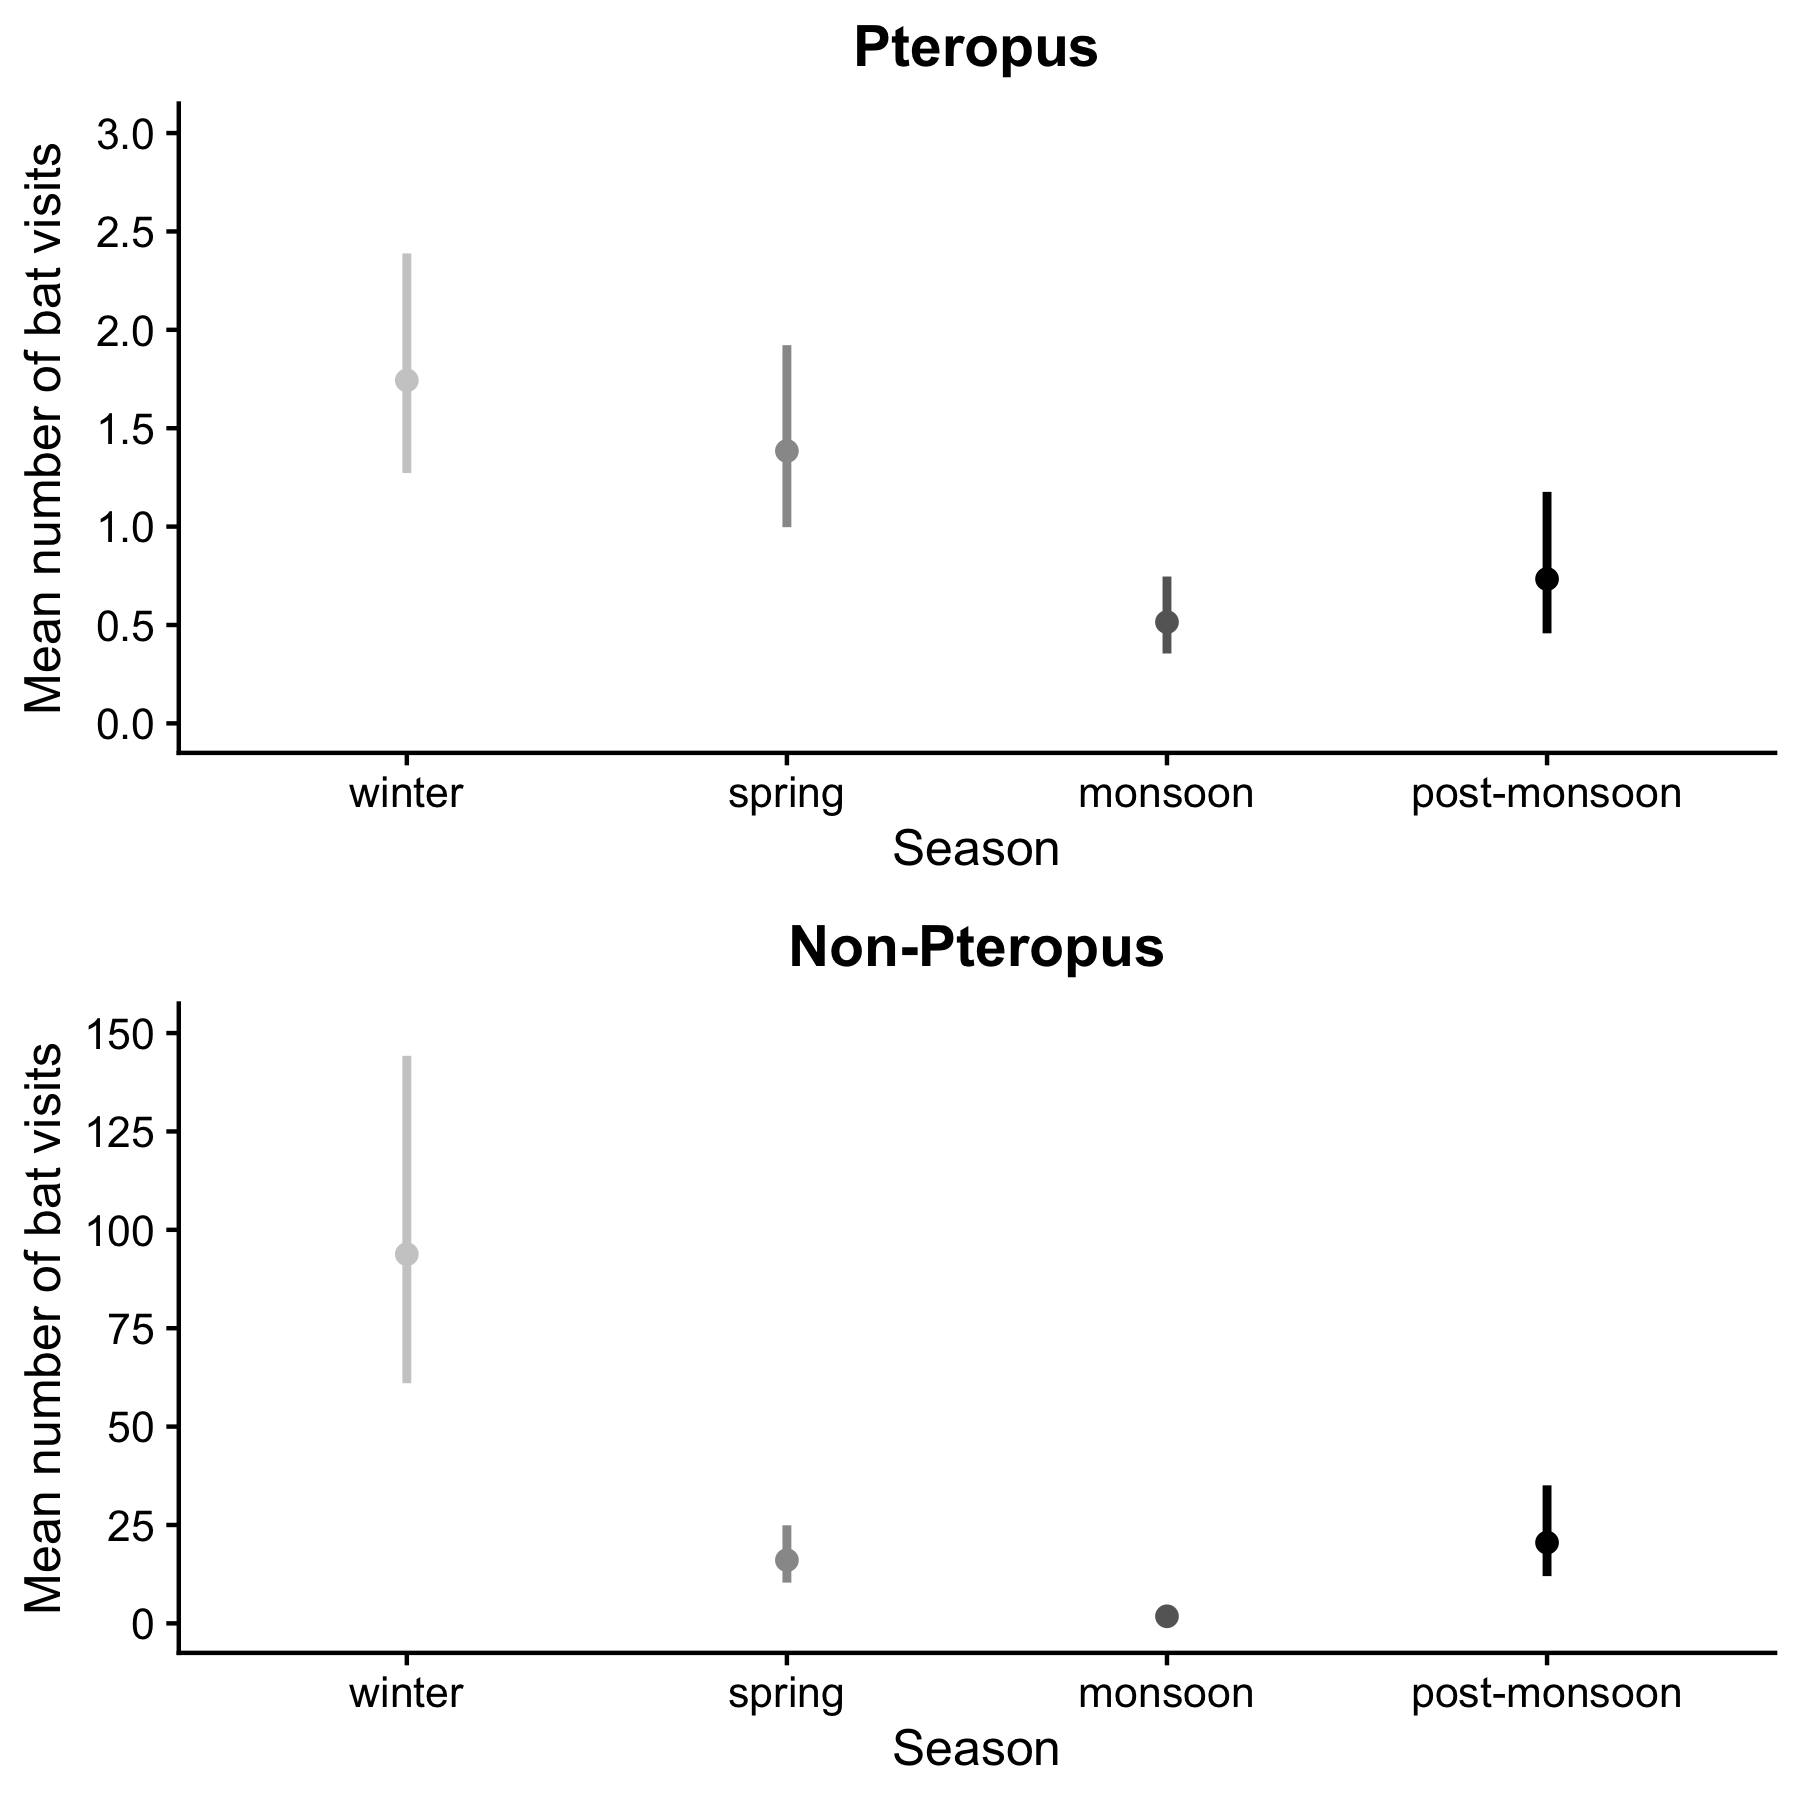 Pteropus
Mean number of bat visits
3.0
2.5
2.0
1.5
1.0
0.5
0.0
winter spring monsoon post-monsoon
Season
Non-Pteropus
Mean number of bat visits
150
125
100
75
50
25
0
winter spring monsoon post-monsoon
Season